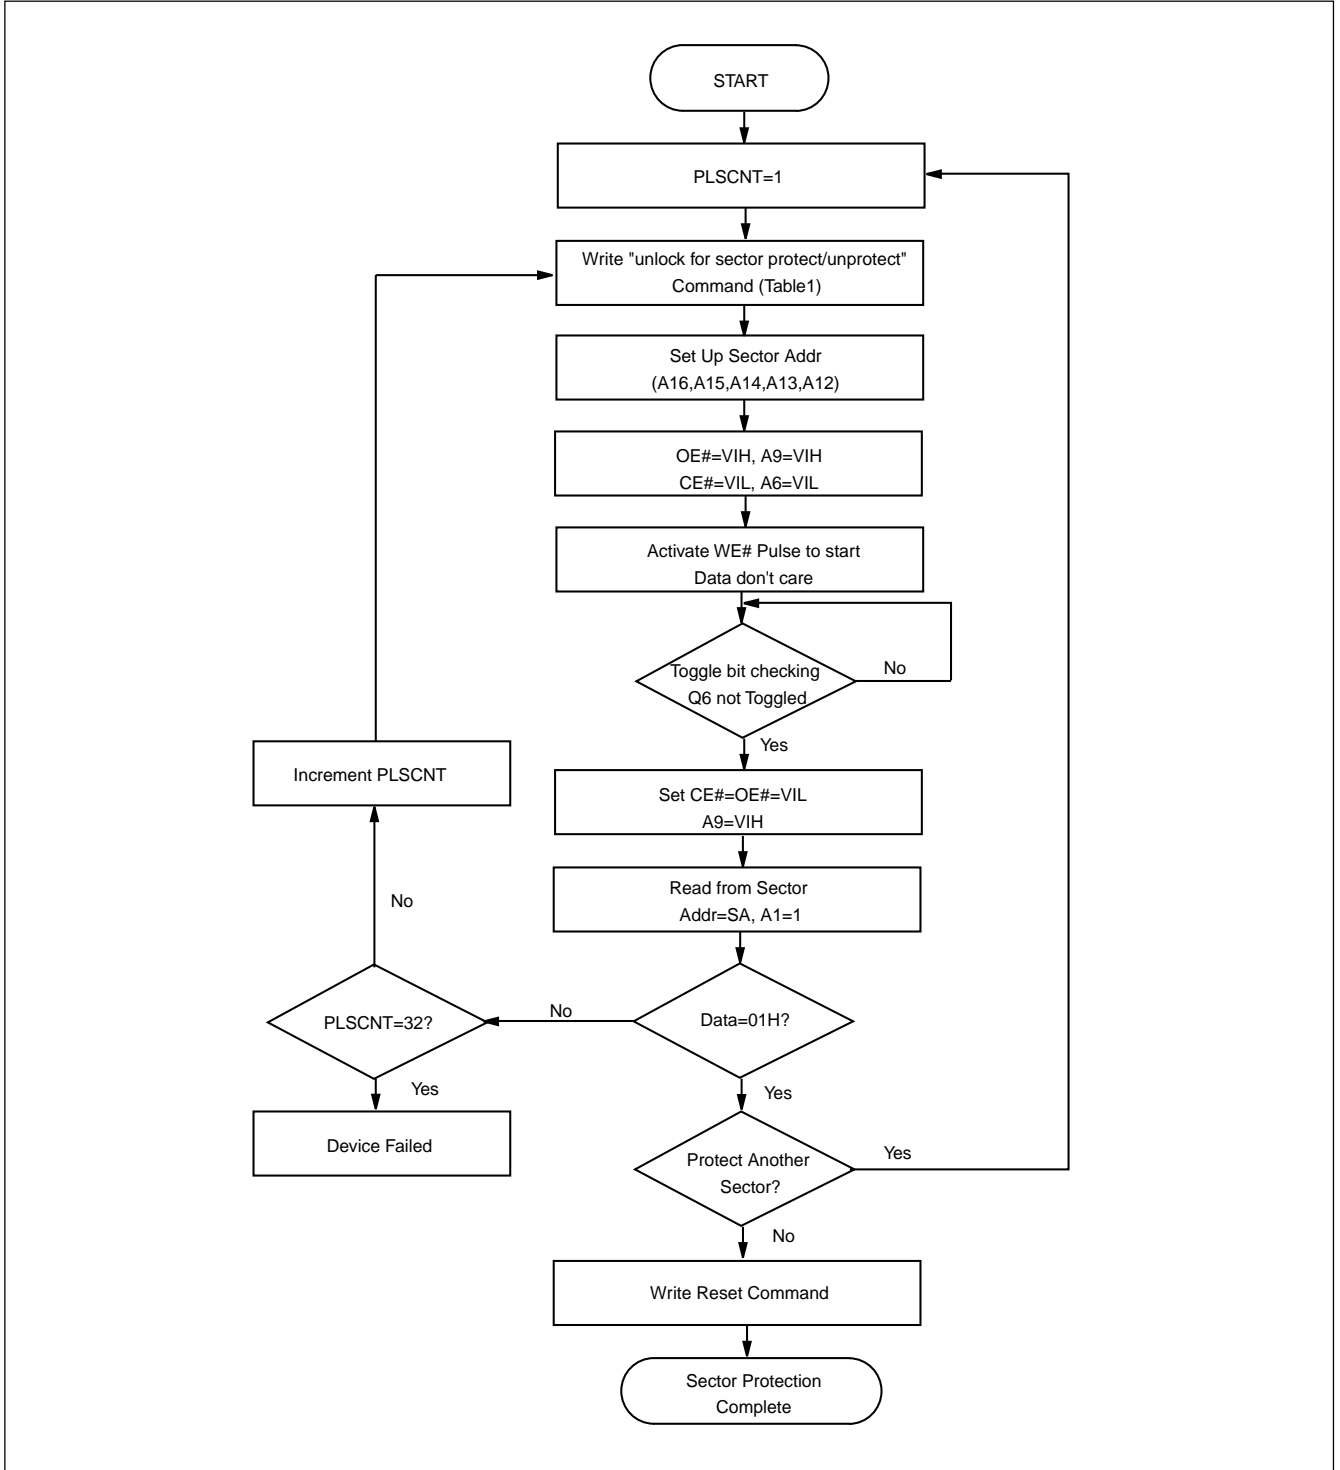 START
PLSCNT=1
Write "unlock for sector protect/unprotect"
Command (Table1)
Set Up Sector Addr
(A16,A15,A14,A13,A12)
OE#=VIH, A9=VIH
CE#=VIL, A6=VIL
Activate WE# Pulse to start
Data don't care
Toggle bit checking
Q6 not Toggled
No
Yes
Increment PLSCNT
Set CE#=OE#=VIL
A9=VIH
Read from Sector
Addr=SA, A1=1
No
PLSCNT=32?
No
Data=01H?
Yes
Yes
Device Failed
Protect Another
Sector?
Yes
No
Write Reset Command
Sector Protection
Complete